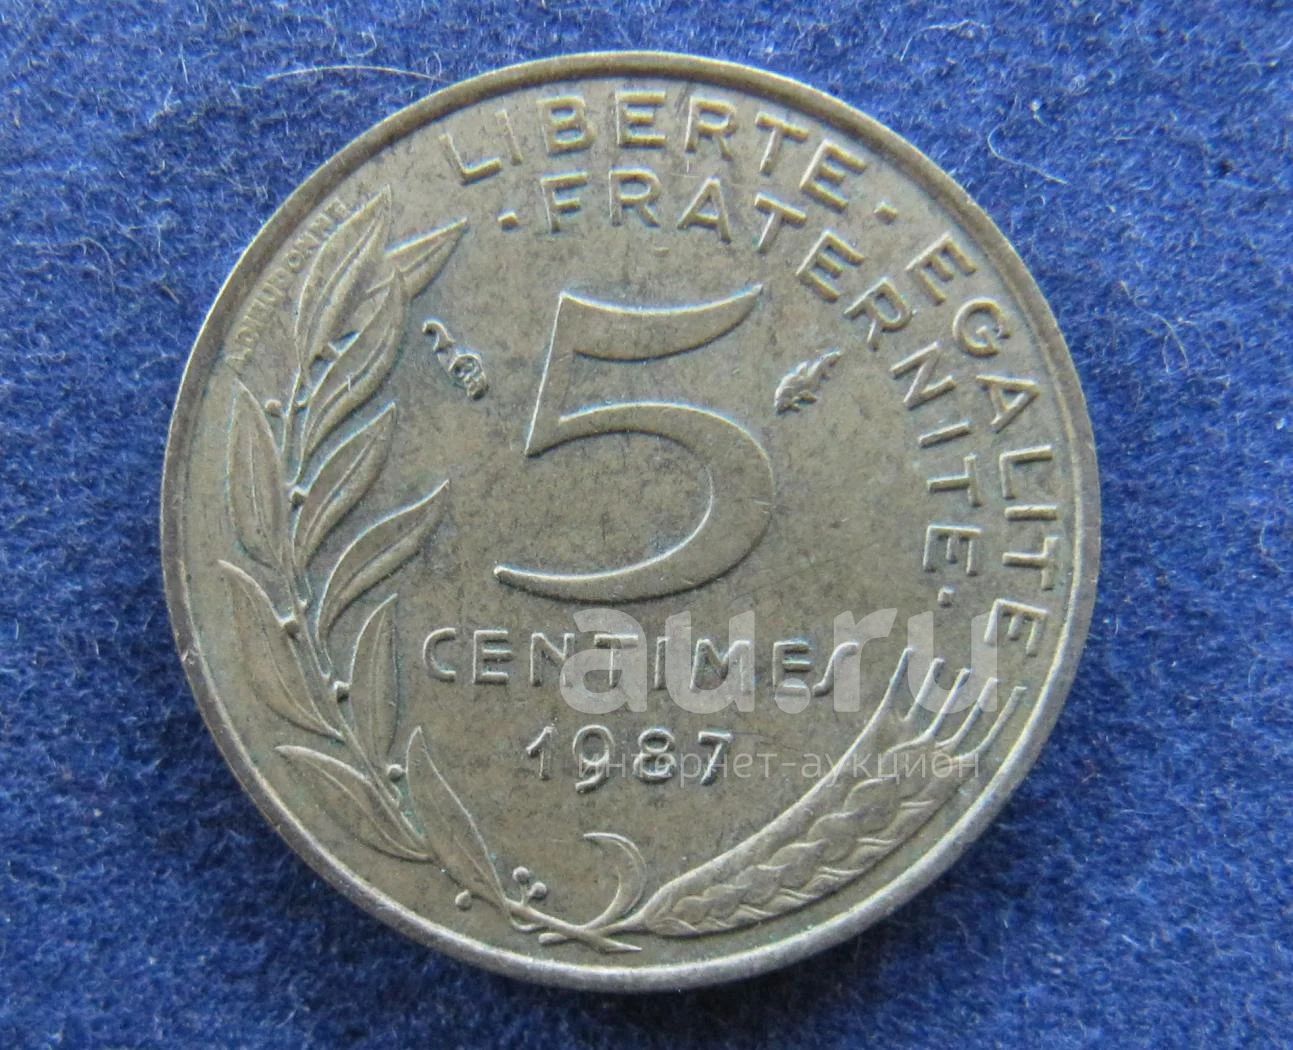 LIBERTE · EGALITE
· FRATERNITE ·
5
CENTIMES
1987
au.ru
интернет-аукцион